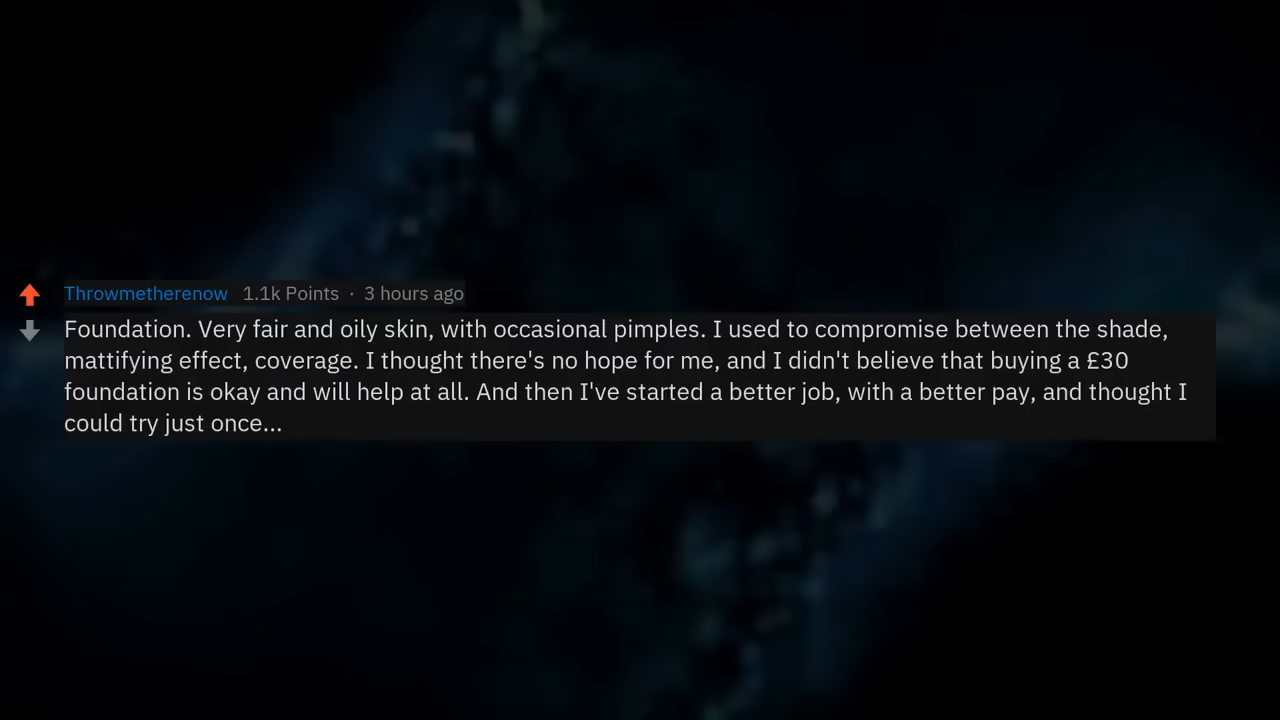 Throwmetherenow 1.1k Points · 3 hours ago
Foundation. Very fair and oily skin, with occasional pimples. I used to compromise between the shade,
mattifying effect, coverage. I thought there's no hope for me, and I didn't believe that buying a £30
foundation is okay and will help at all. And then I've started a better job, with a better pay, and thought I
could try just once...